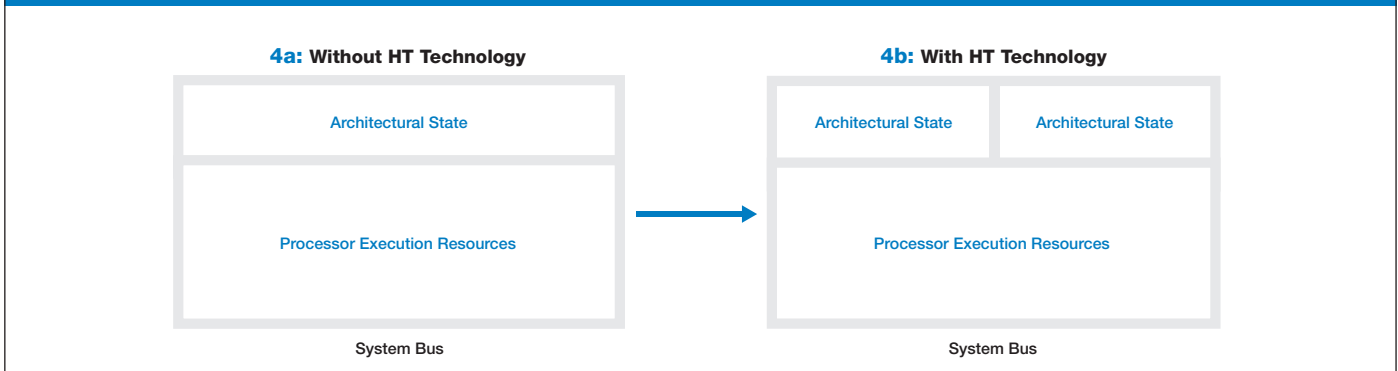 4a: Without HT Technology
Architectural State
Processor Execution Resources
System Bus
4b: With HT Technology
Architectural State
Architectural State
Processor Execution Resources
System Bus